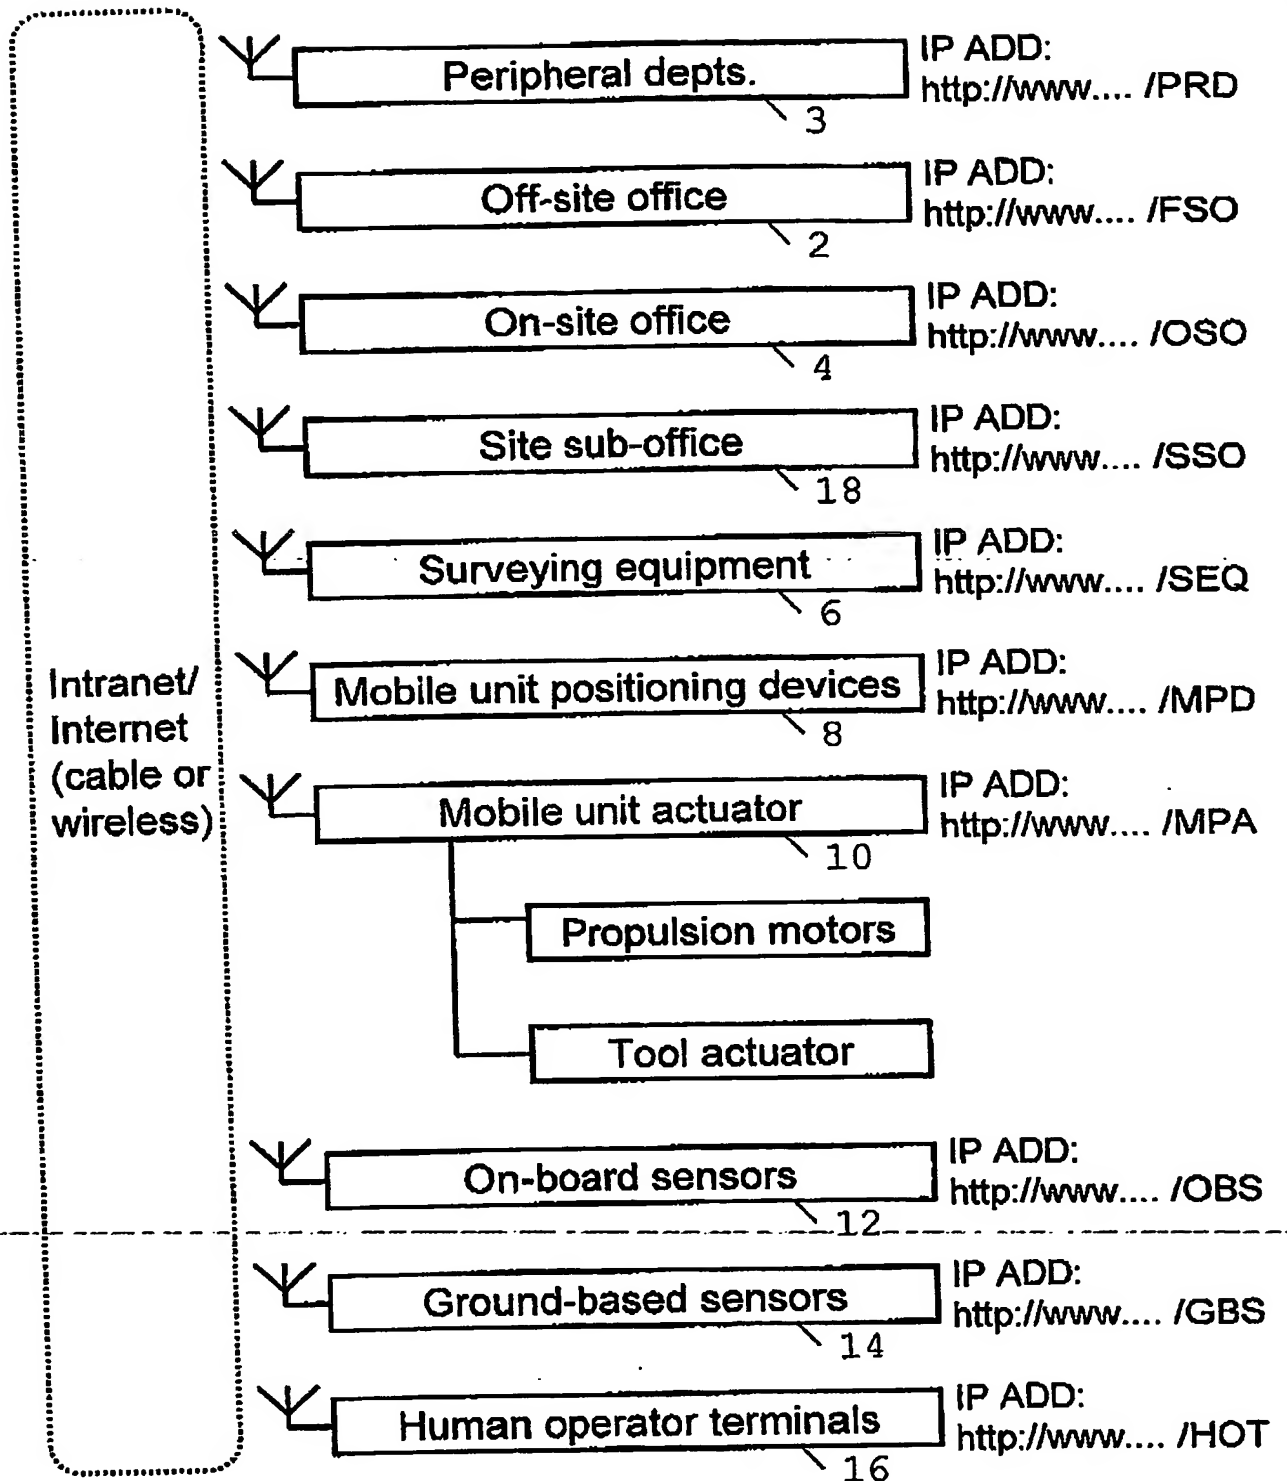 Peripheral depts.
3
IP ADD:
http://www.... /PRD
Off-site office
2
IP ADD:
http://www.... /FSO
On-site office
4
IP ADD:
http://www.... /OSO
Site sub-office
18
IP ADD:
http://www.... /SSO
Surveying equipment
6
IP ADD:
http://www.... /SEQ
Intranet/
Internet
(cable or
wireless)
Mobile unit positioning devices
8
IP ADD:
http://www.... /MPD
Mobile unit actuator
10
IP ADD:
http://www.... /MPA
Propulsion motors
Tool actuator
On-board sensors
12
IP ADD:
http://www.... /OBS
Ground-based sensors
14
IP ADD:
http://www.... /GBS
Human operator terminals
16
IP ADD:
http://www.... /HOT